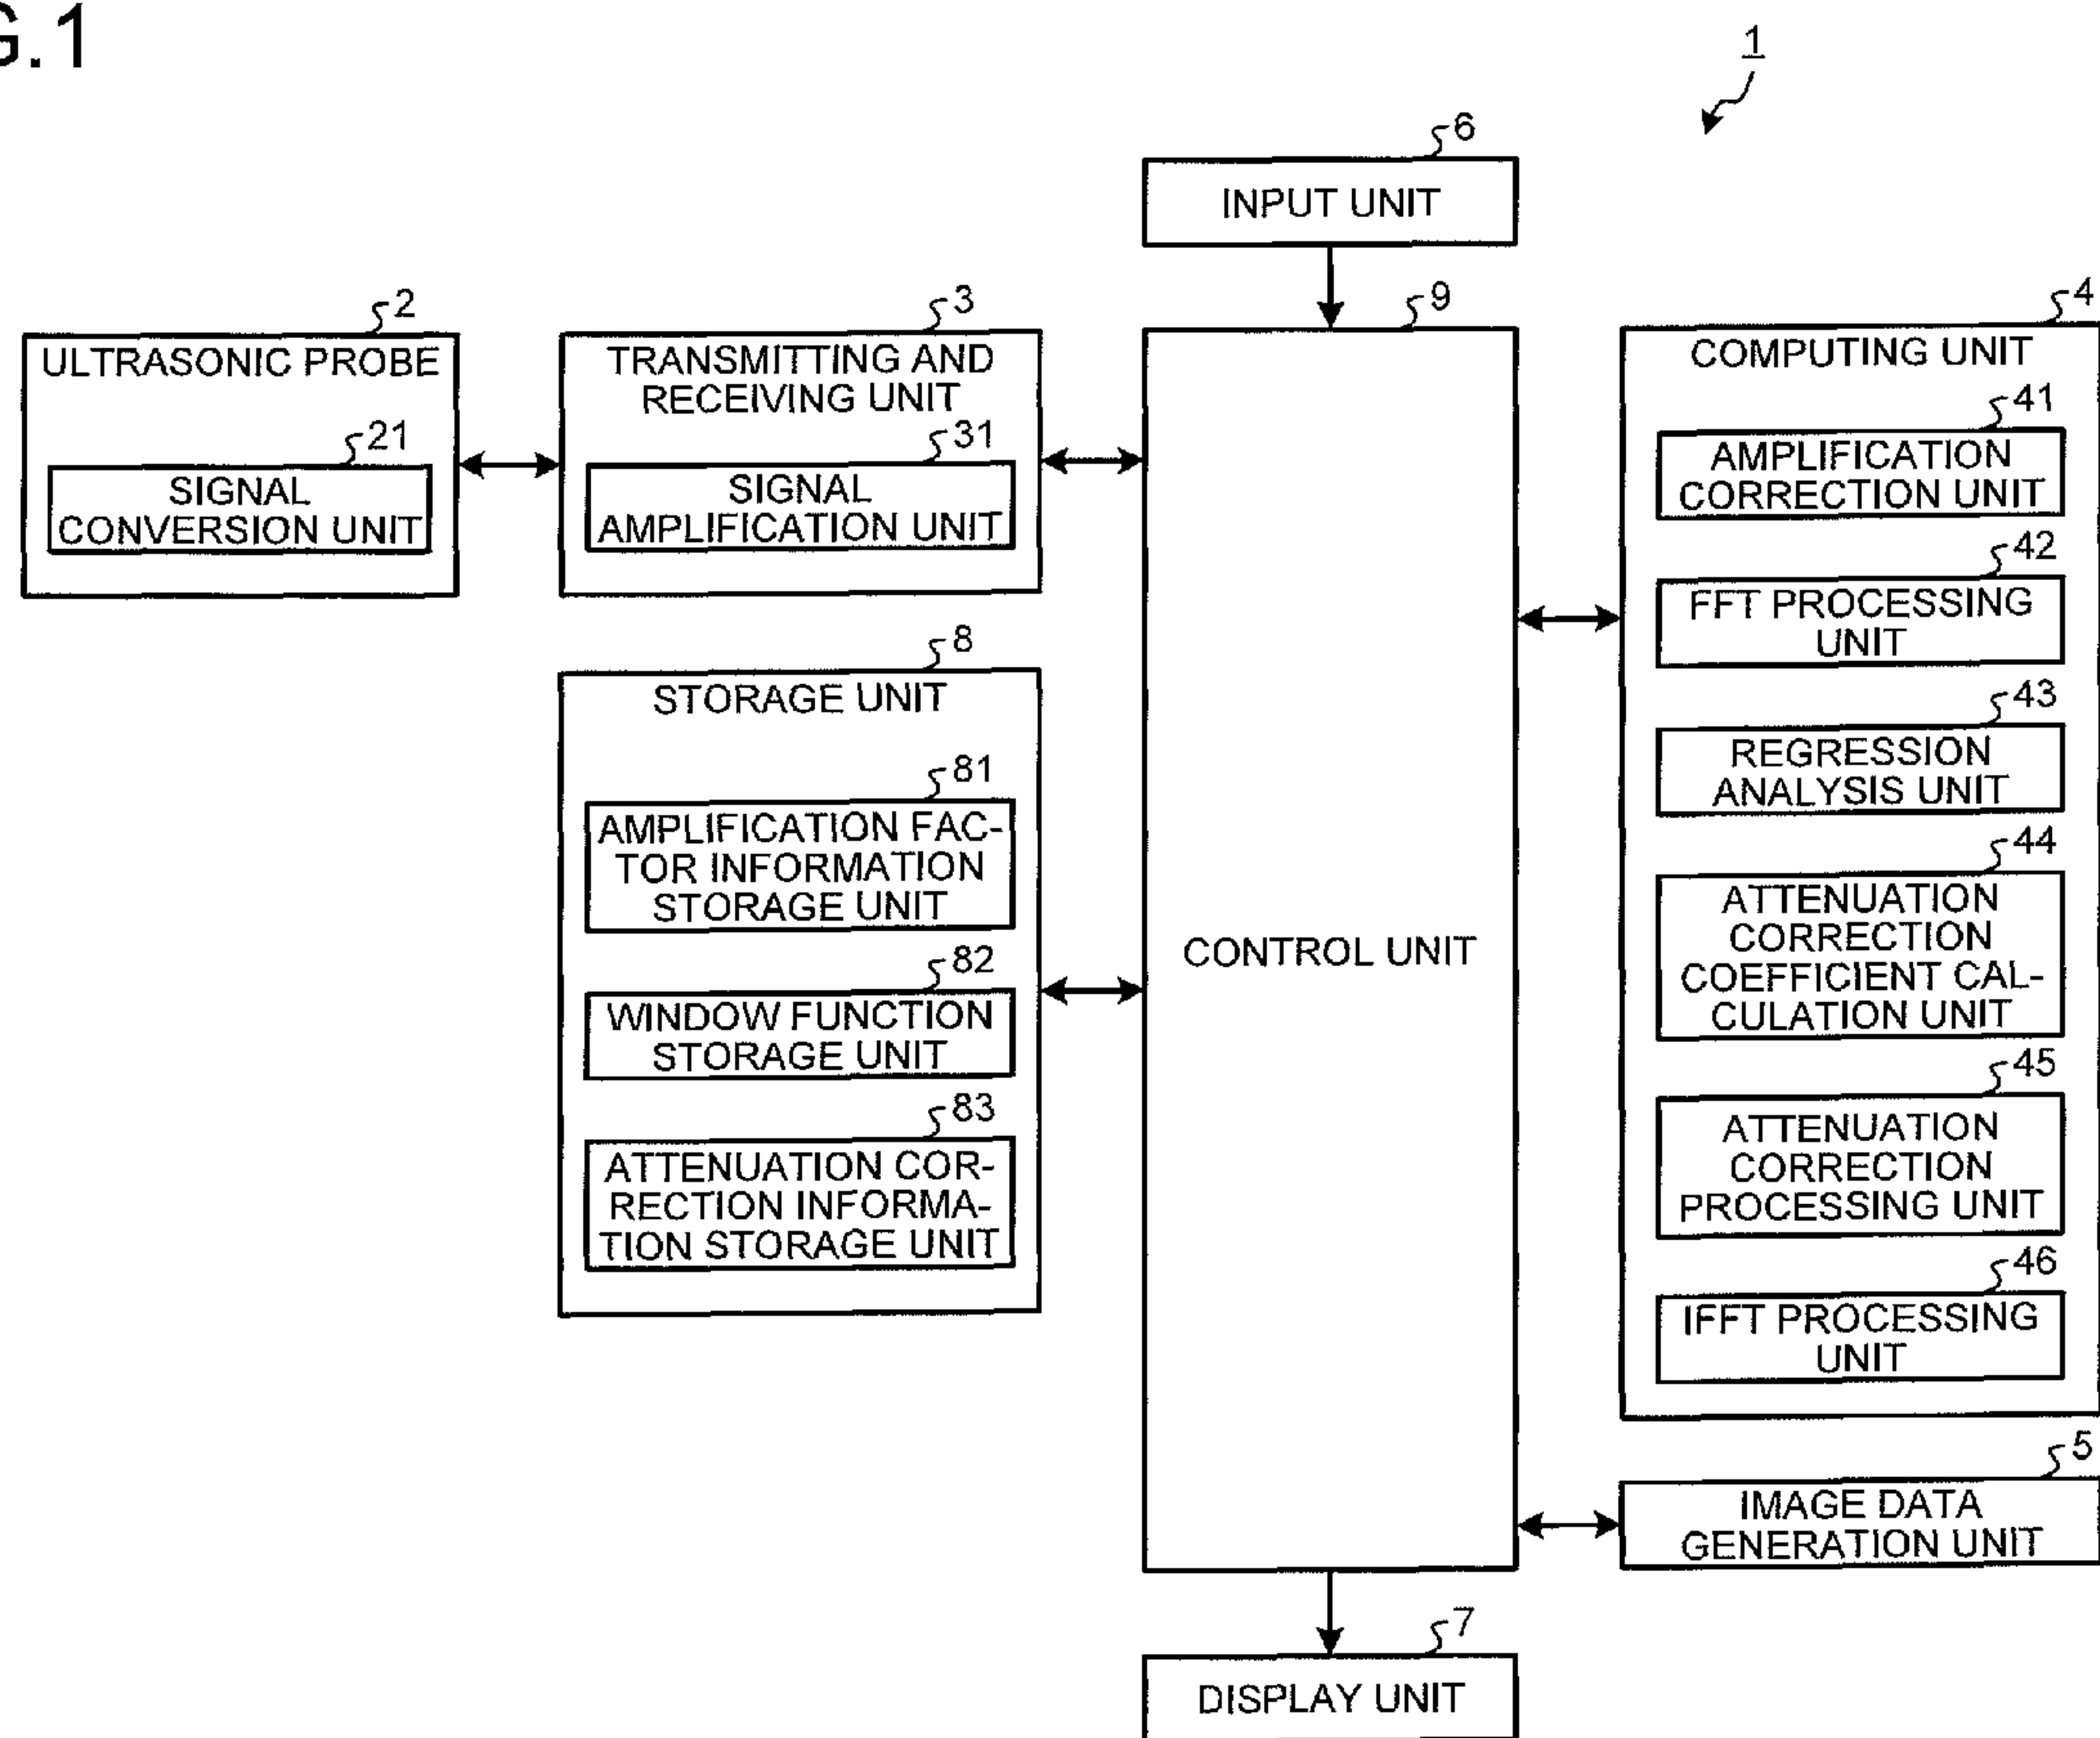 G.1
1
6
INPUT UNIT
2
ULTRASONIC PROBE
21
SIGNAL
CONVERSION UNIT
3
TRANSMITTING AND
RECEIVING UNIT
31
SIGNAL
AMPLIFICATION UNIT
8
STORAGE UNIT
81
AMPLIFICATION FAC-
TOR INFORMATION
STORAGE UNIT
82
WINDOW FUNCTION
STORAGE UNIT
83
ATTENUATION COR-
RECTION INFORMA-
TION STORAGE UNIT
9
CONTROL UNIT
4
COMPUTING UNIT
41
AMPLIFICATION
CORRECTION UNIT
42
FFT PROCESSING
UNIT
43
REGRESSION
ANALYSIS UNIT
44
ATTENUATION
CORRECTION
COEFFICIENT CAL-
CULATION UNIT
45
ATTENUATION
CORRECTION
PROCESSING UNIT
46
IFFT PROCESSING
UNIT
5
IMAGE DATA
GENERATION UNIT
7
DISPLAY UNIT